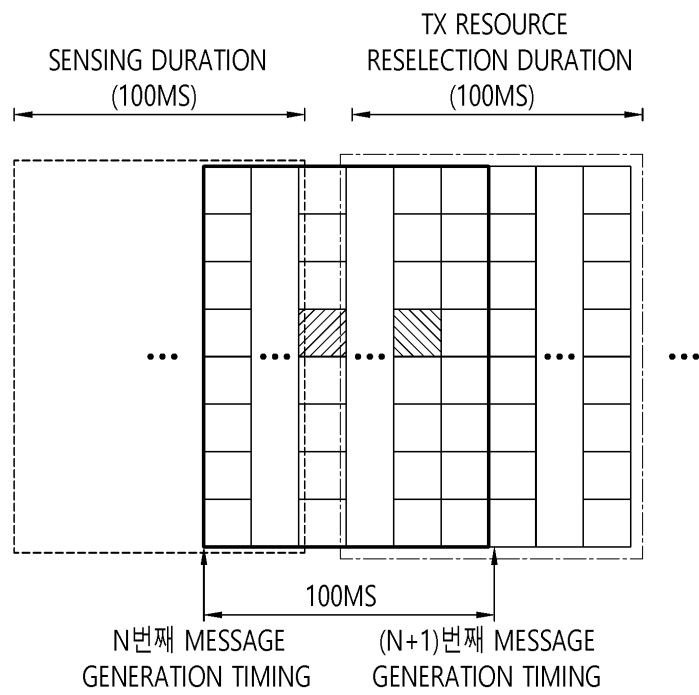 TX RESOURCE
SENSING DURATION
RESELECTION DURATION
(100MS)
(100MS)
100MS
N번째 MESSAGE
GENERATION TIMING
(N+1)번째 MESSAGE
GENERATION TIMING